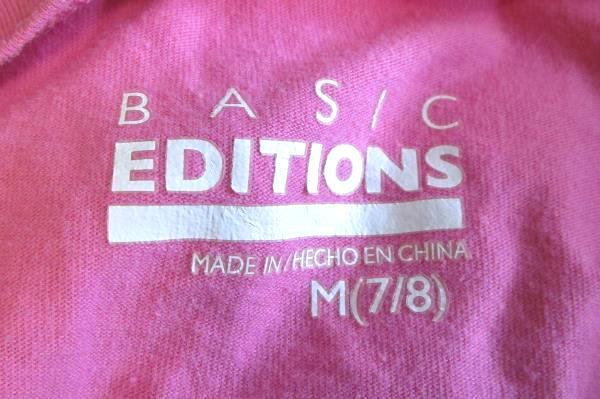 BASIC
EDITIONS
MADE IN/HECHO EN CHINA
M(7/8)